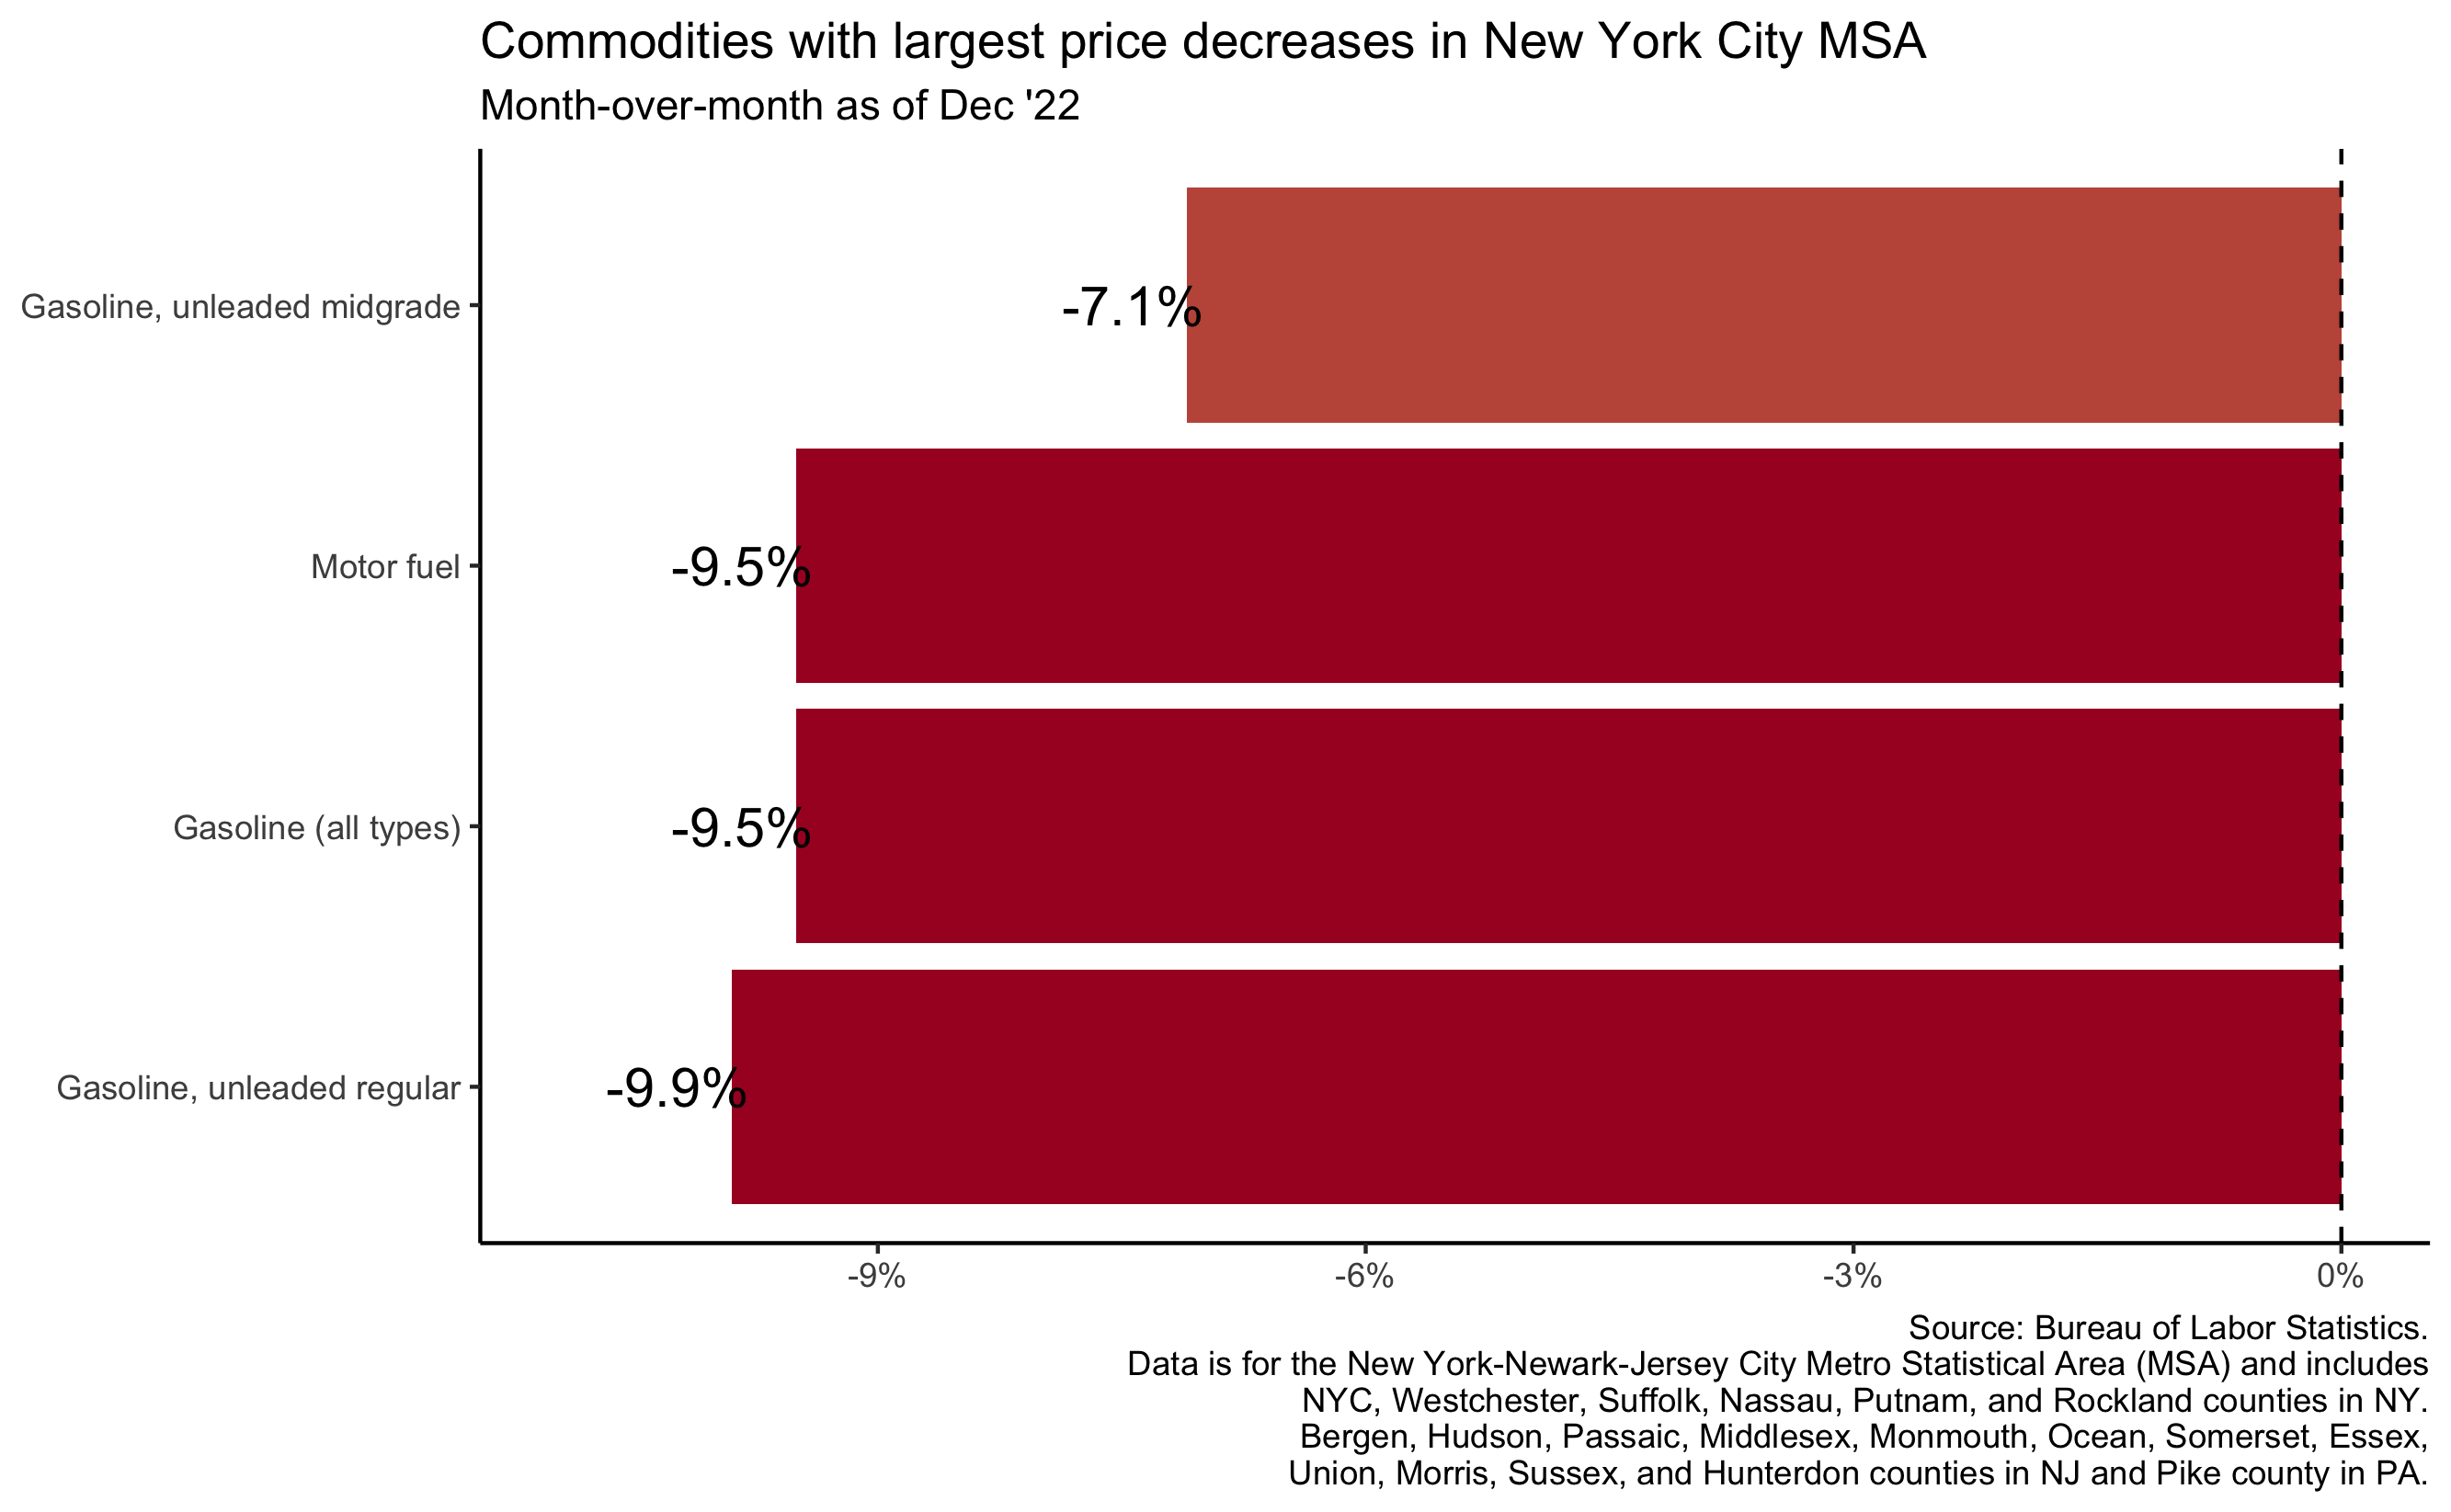 Commodities with largest price decreases in New York City MSA
Month-over-month as of Dec '22
Gasoline, unleaded midgrade
-7.1%
Motor fuel
-9.5%
Gasoline (all types)
-9.5%
Gasoline, unleaded regular
-9.9%
-9% -6% -3% 0%
Source: Bureau of Labor Statistics.
Data is for the New York-Newark-Jersey City Metro Statistical Area (MSA) and includes
NYC, Westchester, Suffolk, Nassau, Putnam, and Rockland counties in NY.
Bergen, Hudson, Passaic, Middlesex, Monmouth, Ocean, Somerset, Essex,
Union, Morris, Sussex, and Hunterdon counties in NJ and Pike county in PA.